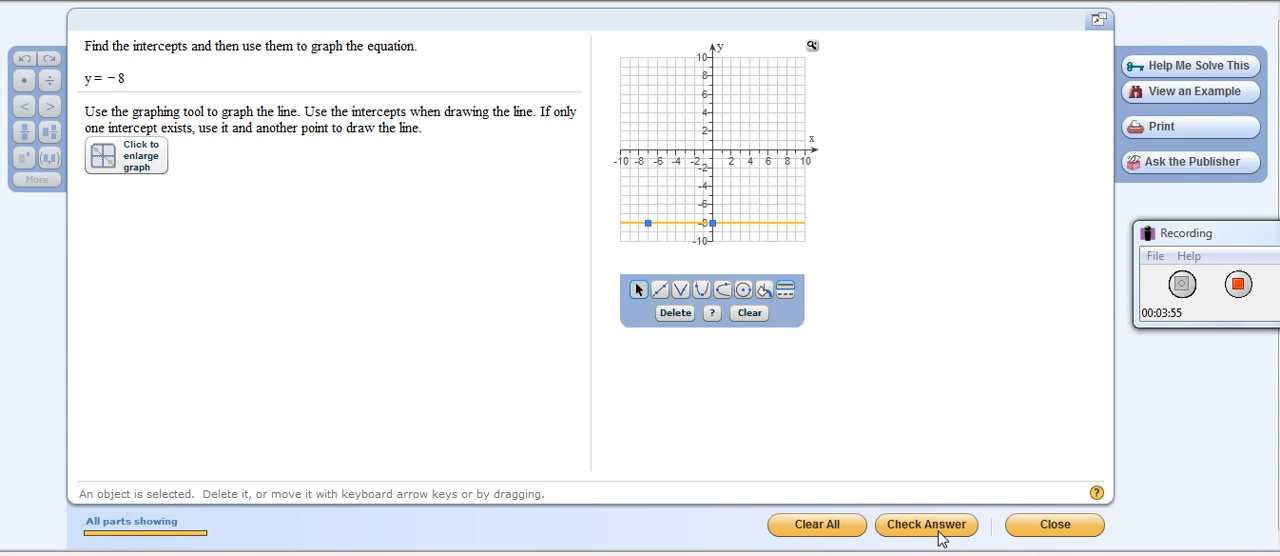 Find the intercepts and then use them to graph the equation.
y = − 8
Use the graphing tool to graph the line. Use the intercepts when drawing the line. If only
one intercept exists, use it and another point to draw the line.
Click to
enlarge
graph
More
y
10
8
6
4
2
x
-10 -8 -6 -4 -2 2 4 6 8 10
-2
-4
-6
-8
-10
Delete ? Clear
Help Me Solve This
View an Example
Print
Ask the Publisher
Recording
File Help
00:03:55
An object is selected. Delete it, or move it with keyboard arrow keys or by dragging.
?
All parts showing
Clear All Check Answer Close